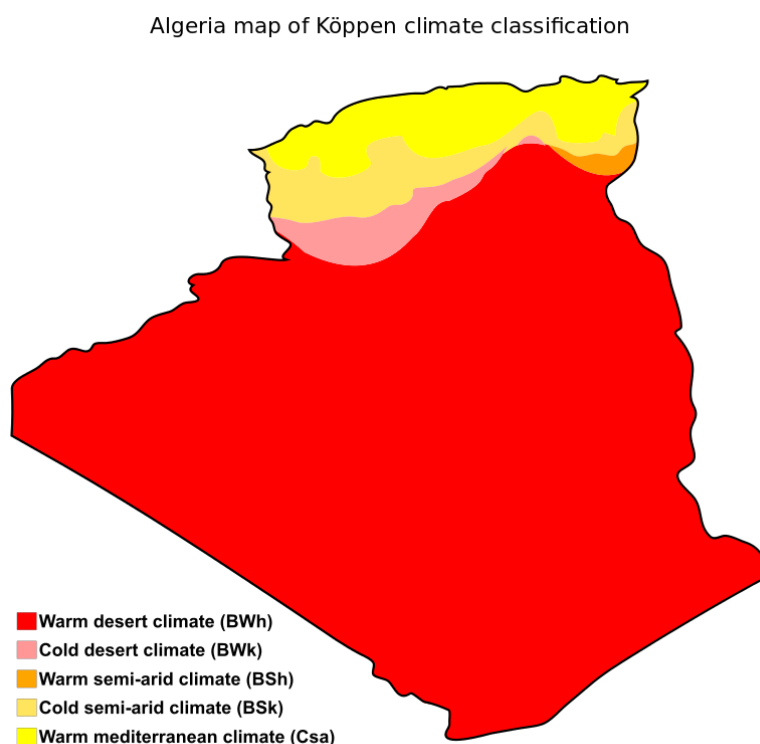 Algeria map of Köppen climate classification
Warm desert climate (BWh)
Cold desert climate (BWk)
Warm semi-arid climate (BSh)
Cold semi-arid climate (BSk)
Warm mediterranean climate (Csa)